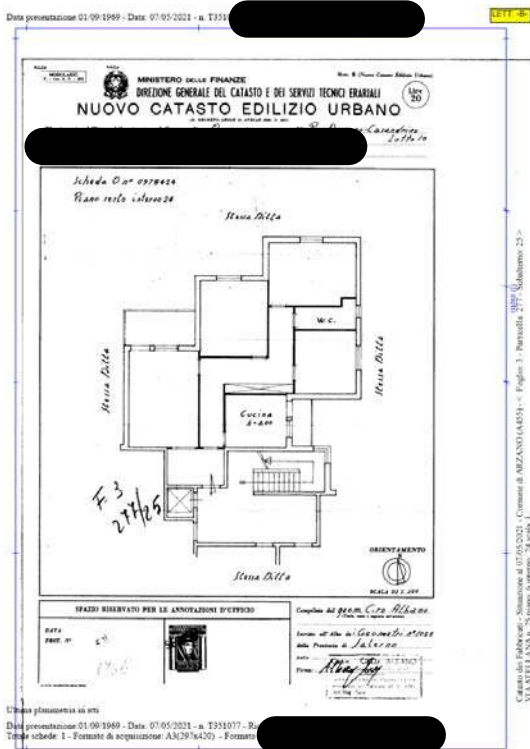 Data presentazione:01/09/1969 - Data: 07/05/2021 - n. T351
LETT. -B-
MODULARIO
MINISTERO DELLE FINANZE
DIREZIONE GENERALE DEL CATASTO E DEI SERVIZI TECNICI ERARIALI
NUOVO CATASTO EDILIZIO URBANO
Lire
20
Lotto 10
Scheda O n° 0978424
Piano sesto interno 24
Stessa Ditta
W.C.
Stessa Ditta
Stessa Ditta
Cucina
F. 3
277/25
Stessa Ditta
ORIENTAMENTO
SCALA DI 1:200
SPAZIO RISERVATO PER LE ANNOTAZIONI D'UFFICIO
DATA
PROT. N°
Compilata dal geom. Ciro Albano
Iscritto all'Albo dei Geometri
della Provincia di Salerno
DATA
Firma:
Ultima planimetria in atti
Data presentazione:01/09/1969 - Data: 07/05/2021 - n. T351077 - Ri
Totale schede: 1 - Formato di acquisizione: A3(297x420) - Formato
Catasto dei Fabbricati - Situazione al 07/05/2021 - Comune di ARZANO (A455) - < Foglio: 3 - Particella: 277 - Subalterno: 25 >